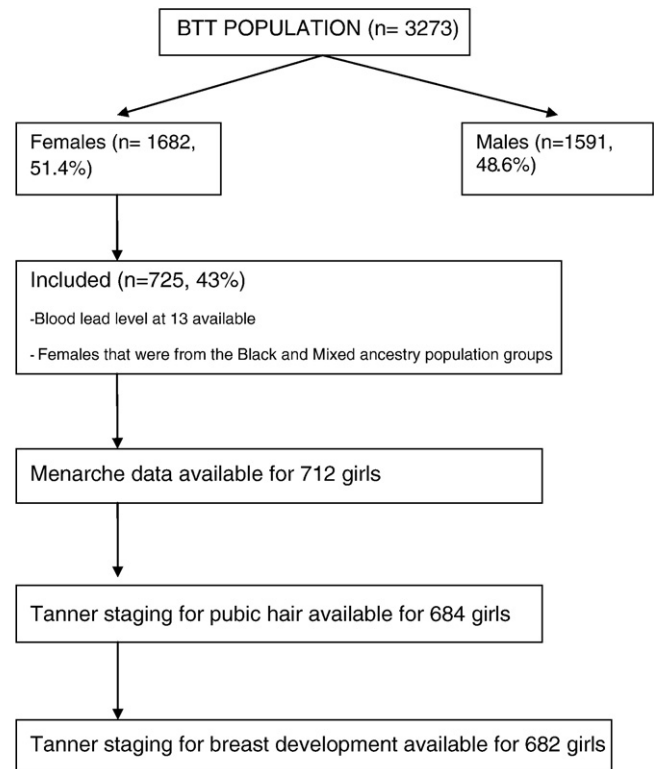 BTT POPULATION (n= 3273)
Females (n= 1682,
51.4%)
Males (n=1591,
48.6%)
Included (n=725, 43%)
-Blood lead level at 13 available
- Females that were from the Black and Mixed ancestry population groups
Menarche data available for 712 girls
Tanner staging for pubic hair available for 684 girls
Tanner staging for breast development available for 682 girls